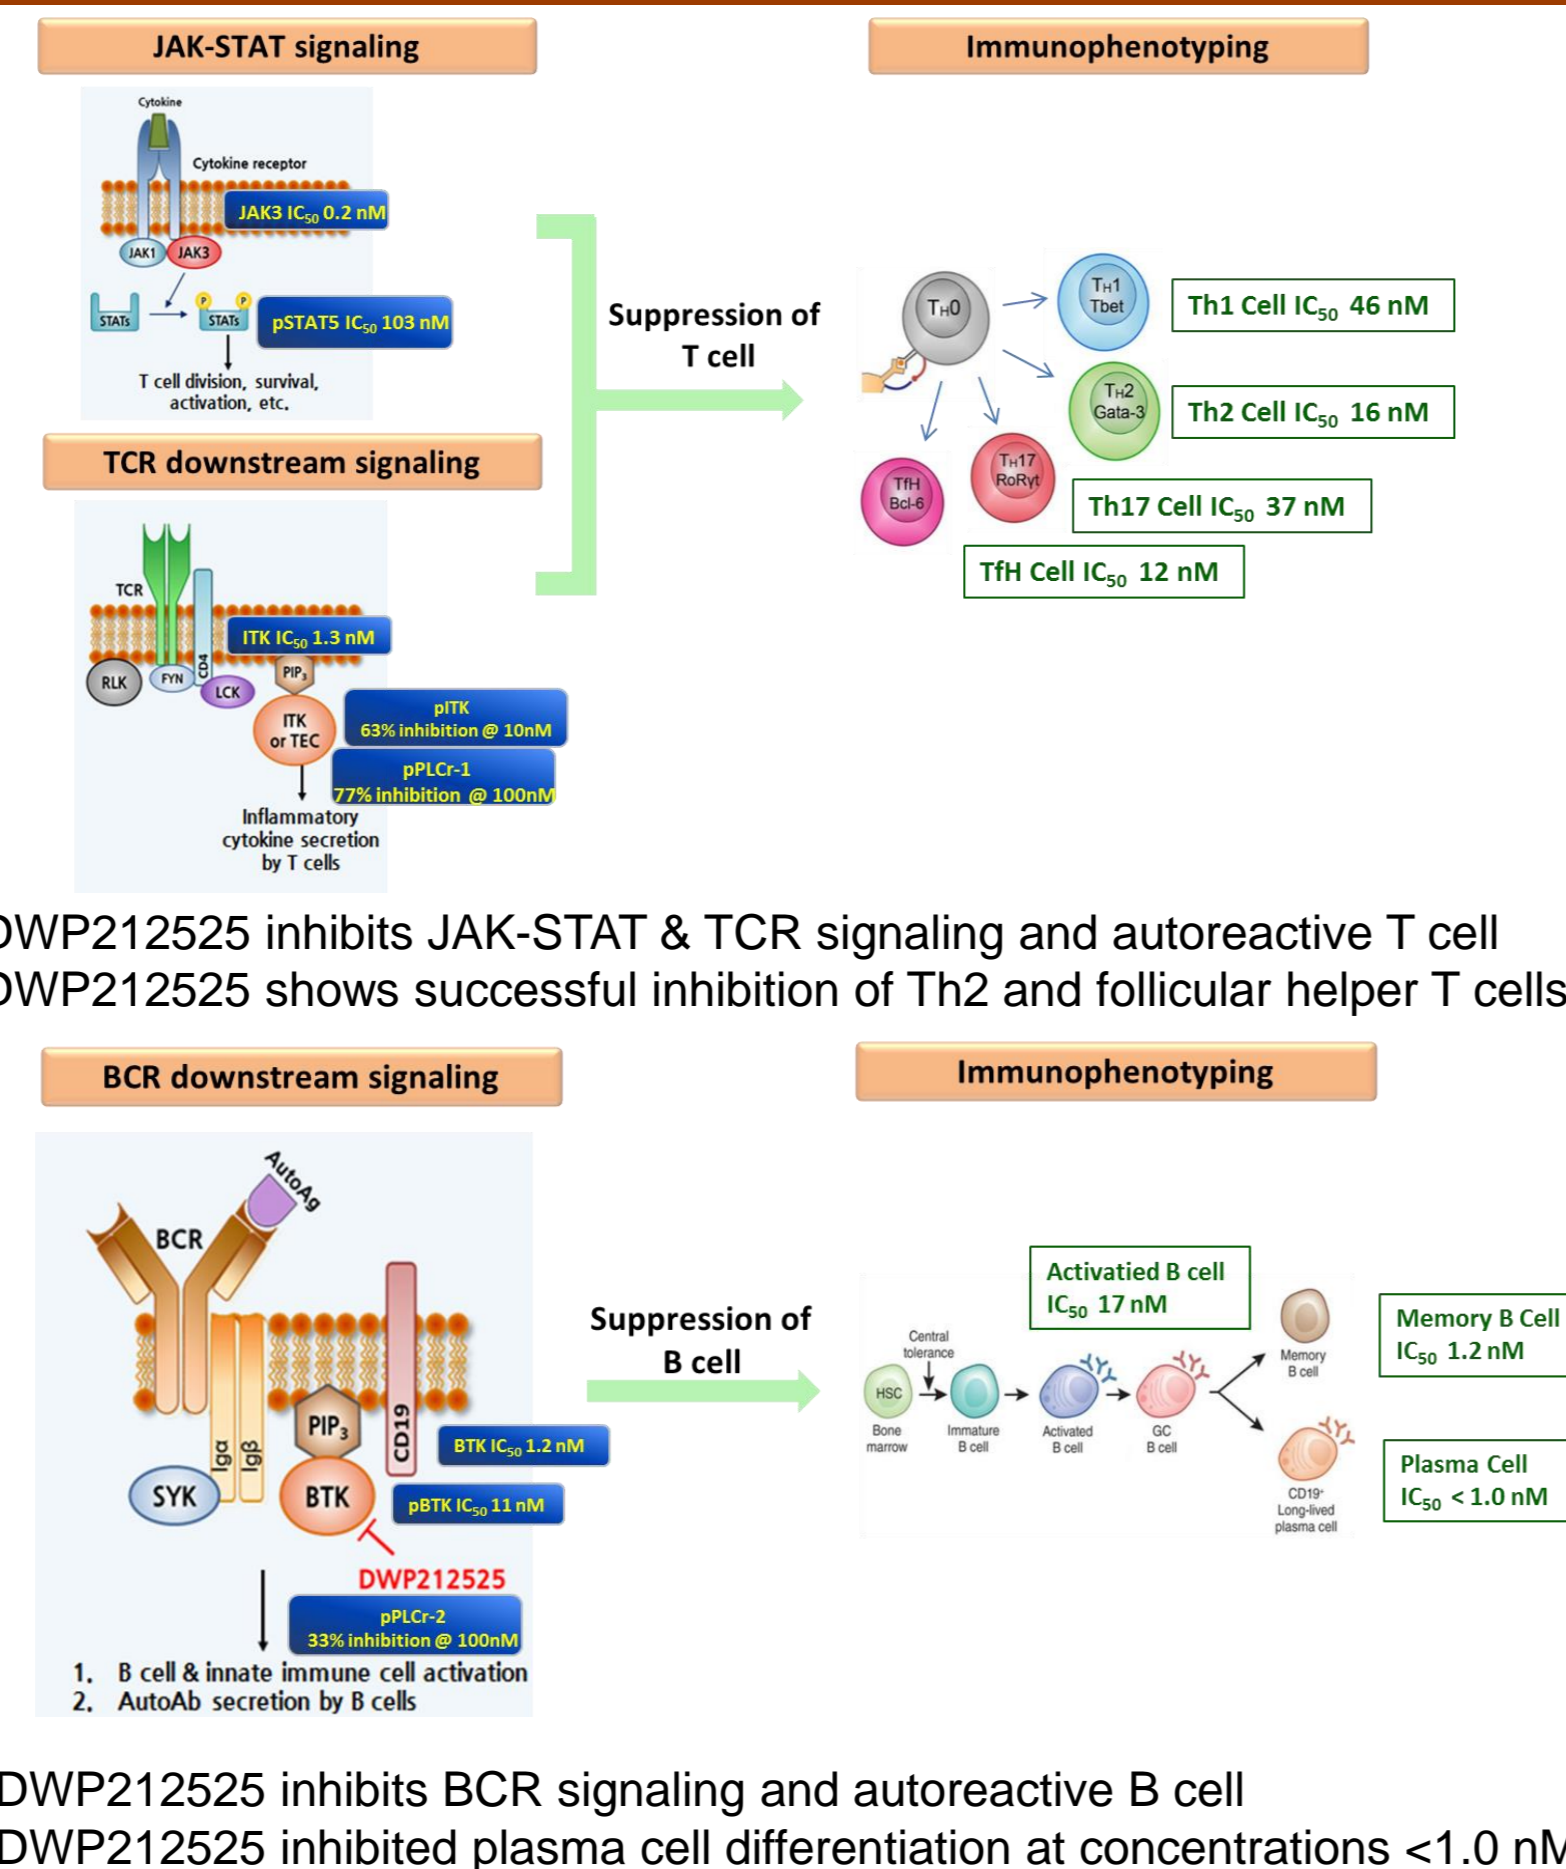 JAK-STAT signaling
Cytokine
Cytokine receptor
JAK3 IC50 0.2 nM
JAK1
JAK3
STATs
P
P
STATs
pSTAT5 IC50 103 nM
T cell division, survival,
activation, etc.
TCR downstream signaling
TCR
ITK IC50 1.3 nM
RLK
FYN
CD4
LCK
PIP3
ITK
or TEC
pITK
63% inhibition @ 10nM
pPLCr-1
77% inhibition @ 100nM
Inflammatory
cytokine secretion
by T cells
Suppression of
T cell
Immunophenotyping
TH0
TH1
Tbet
Th1 Cell IC50 46 nM
TH2
Gata-3
Th2 Cell IC50 16 nM
TH17
RoRγt
Th17 Cell IC50 37 nM
TfH
Bcl-6
TfH Cell IC50 12 nM
DWP212525 inhibits JAK-STAT & TCR signaling and autoreactive T cell
DWP212525 shows successful inhibition of Th2 and follicular helper T cells
BCR downstream signaling
AutoAg
BCR
Igα
Igβ
PIP3
CD19
SYK
BTK
BTK IC50 1.2 nM
pBTK IC50 11 nM
DWP212525
pPLCr-2
33% inhibition @ 100nM
1. B cell & innate immune cell activation
2. AutoAb secretion by B cells
Suppression of
B cell
Immunophenotyping
Activatied B cell
IC50 17 nM
Central
tolerance
HSC
Bone
marrow
Immature
B cell
Activated
B cell
GC
B cell
Memory
B cell
Memory B Cell
IC50 1.2 nM
CD19+
Long-lived
plasma cell
Plasma Cell
IC50 < 1.0 nM
DWP212525 inhibits BCR signaling and autoreactive B cell
DWP212525 inhibited plasma cell differentiation at concentrations <1.0 nM